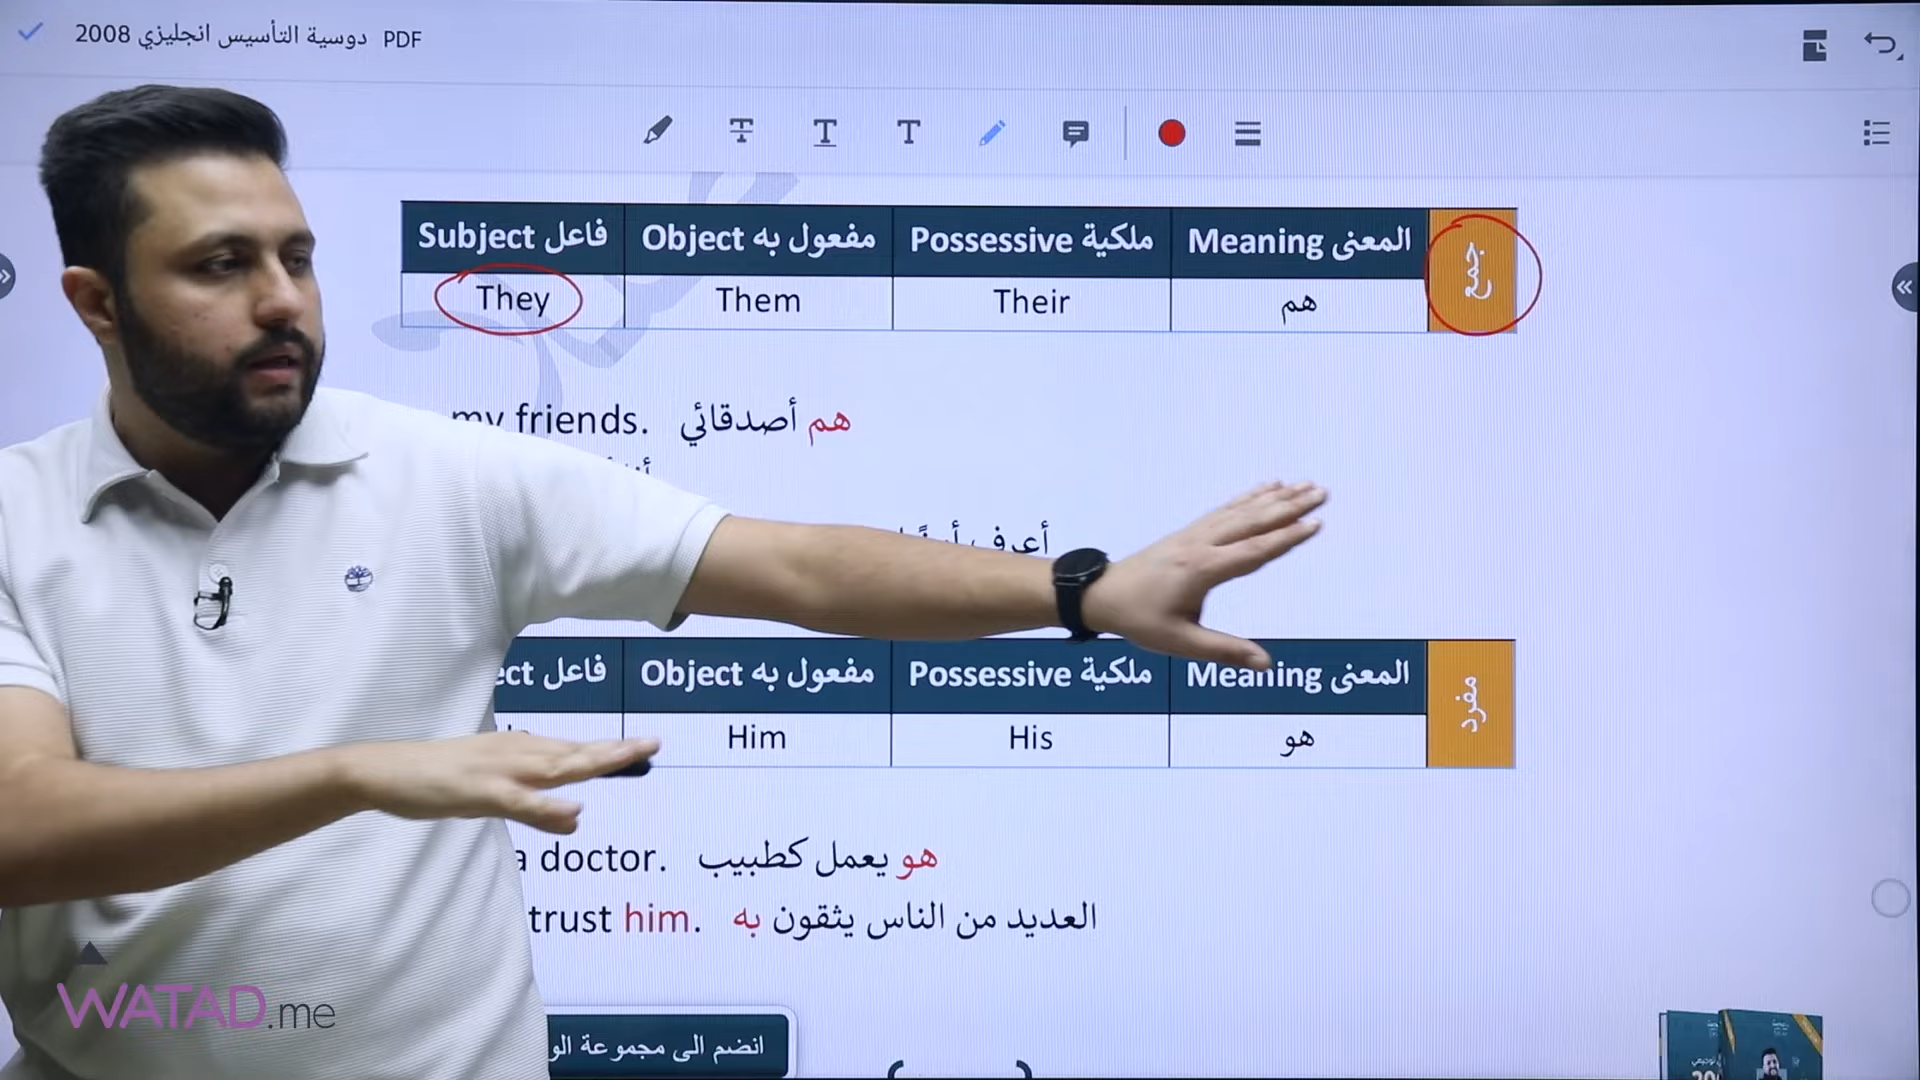 دوسية التأسيس انجليزي 2008 PDF
Subject فاعل Object مفعول به Possessive ملكية Meaning المعنى جمع
They Them Their هم
my friends. هم أصدقائي
أعرف
فاعل Object مفعول به Possessive ملكية Meaning المعنى مفرد
Him His هو
a doctor. هو يعمل كطبيب
trust him. العديد من الناس يثقون به
WATAD.me
انضم الى مجموعة